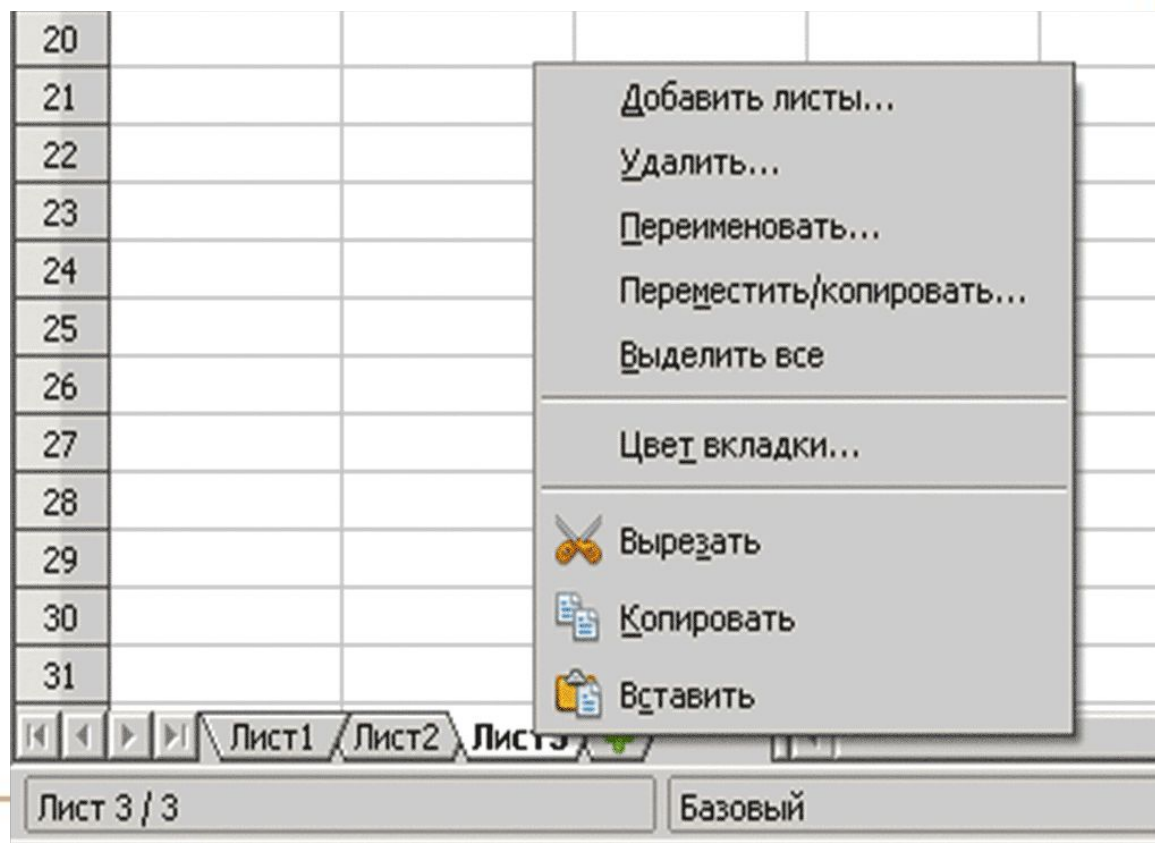 20
21
22
23
24
25
26
27
28
29
30
31
Добавить листы...
Удалить...
Переименовать...
Переместить/копировать...
Выделить все
Цвет вкладки...
Вырезать
Копировать
Вставить
Лист1 Лист2 Лист3
Лист 3 / 3 Базовый